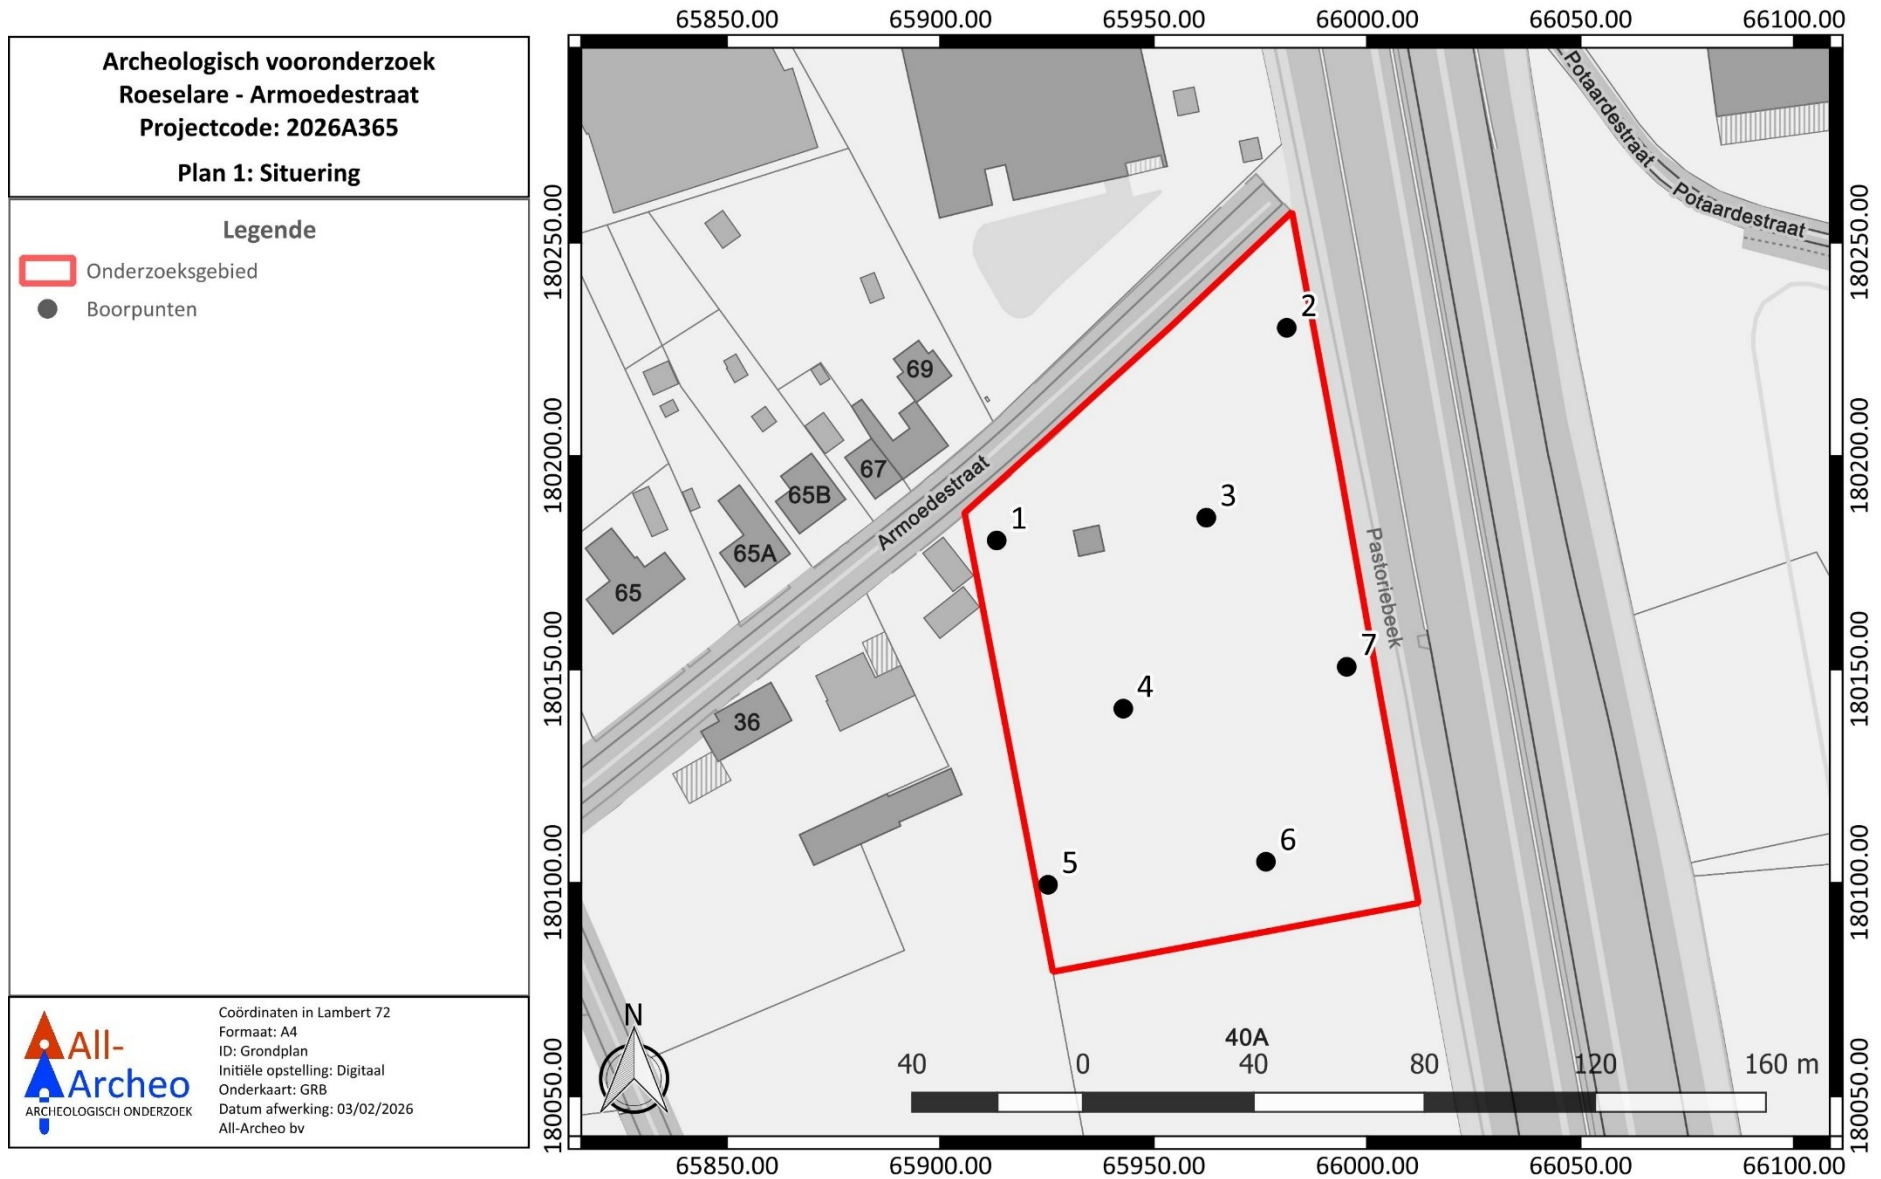 Archeologisch vooronderzoek
Roeselare - Armoedestraat
Projectcode: 2026A365
Plan 1: Situering
Legende
Onderzoeksgebied
Boorpunten
All-
Archeo
ARCHEOLOGISCH ONDERZOEK
Coördinaten in Lambert 72
Formaat: A4
ID: Grondplan
Initiële opstelling: Digitaal
Onderkaart: GRB
Datum afwerking: 03/02/2026
All-Archeo bv
65850.00 65900.00 65950.00 66000.00 66050.00 66100.00
180250.00
180200.00
180150.00
180100.00
180050.00
Potaardestraat
Potaardestraat
2
69
67
65B
65A
65
Armoedestraat
1
3
Pastoriebeek
7
4
36
6
5
N
40A
40 0 40 80 120 160 m
180250.00
180200.00
180150.00
180100.00
180050.00
65850.00 65900.00 65950.00 66000.00 66050.00 66100.00